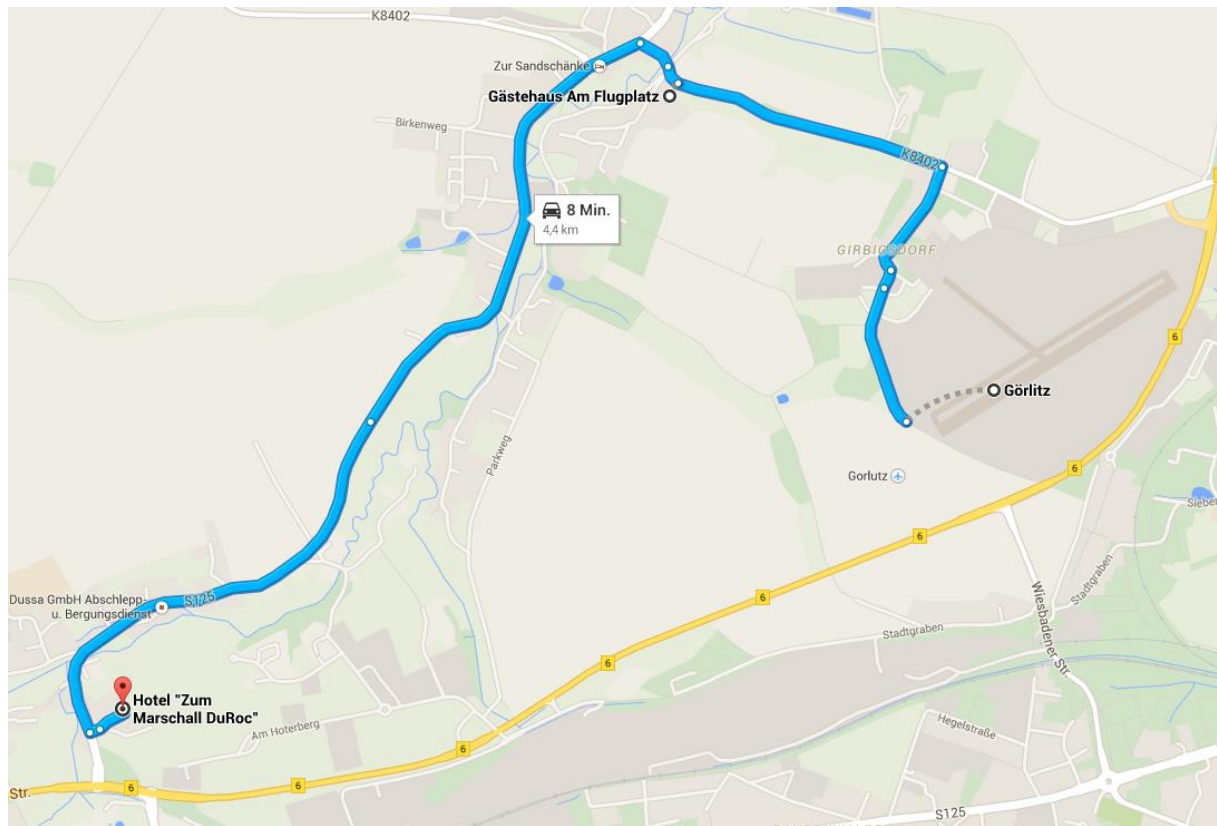 K8402
Zur Sandschänke
Gästehaus Am Flugplatz
Birkenweg
K8402
8 Min.
4,4 km
GIRBIGSDORF
6
Görlitz
Parkweg
6
Gorlutz
Sieben
6
Dussa GmbH Abschlepp-
u. Bergungsdienst
S125
6
Wiesbadener Str.
Stadtgraben
Stadtgraben
6
Hotel "Zum
Marschall DuRoc"
Am Hoterberg
Hegelstraße
6
6
6
Str.
S125